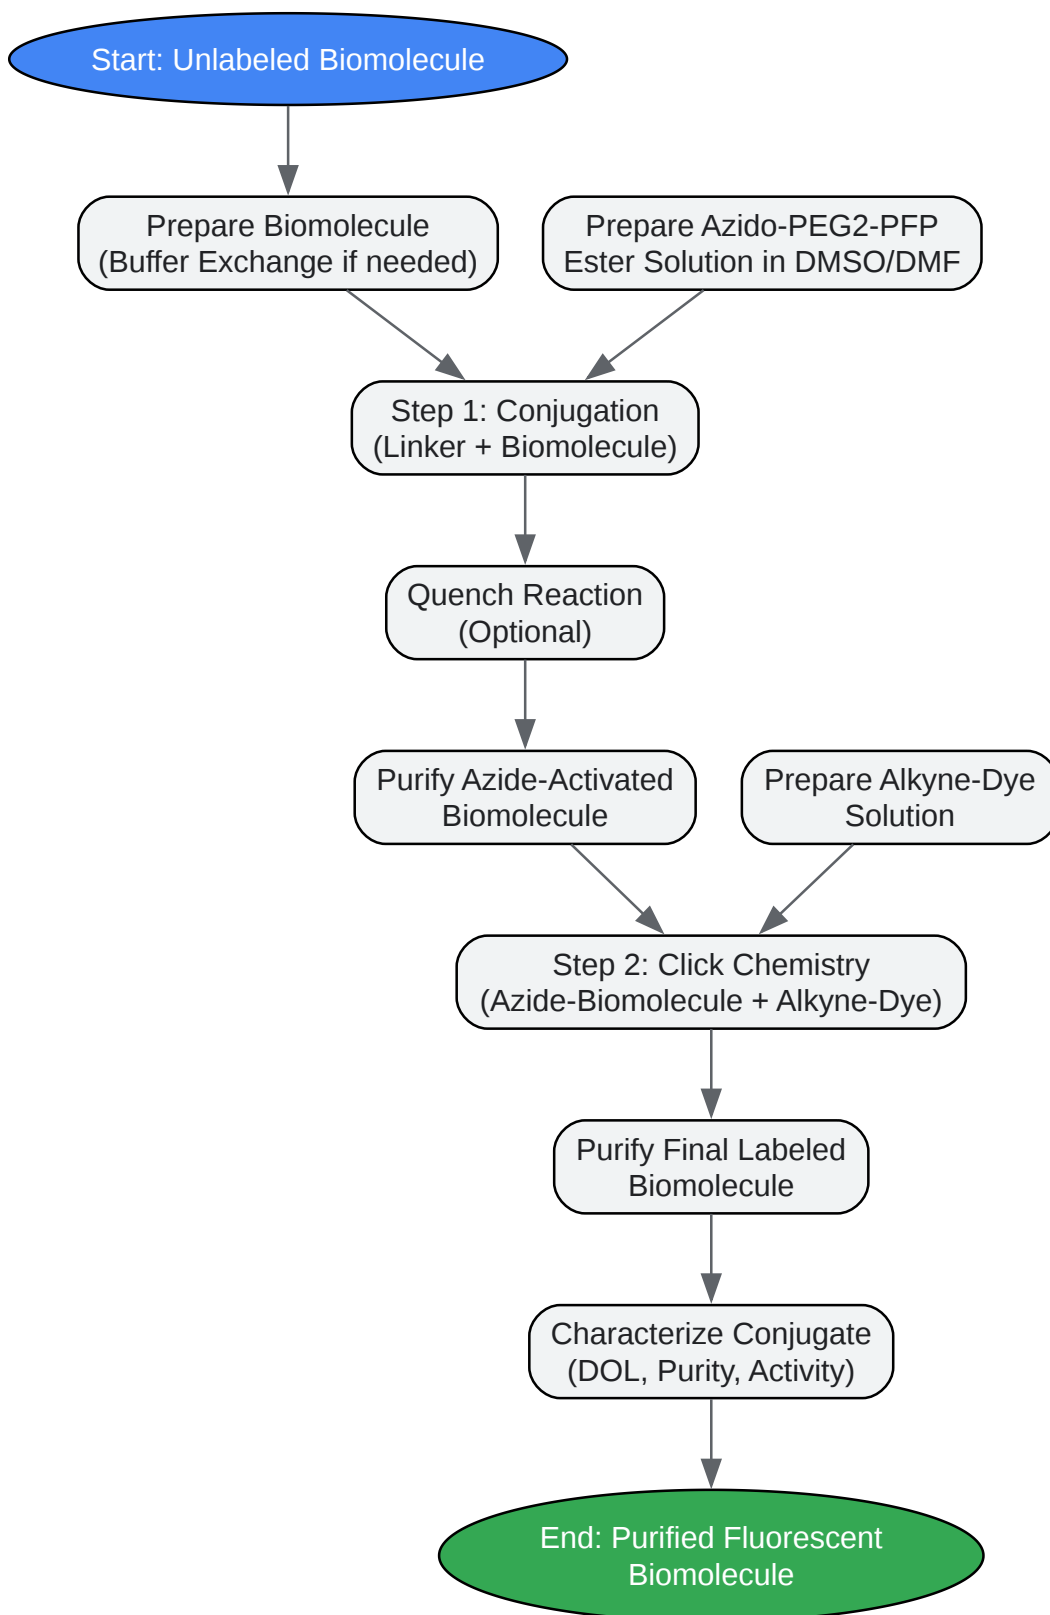 Start: Unlabeled Biomolecule
Prepare Biomolecule
(Buffer Exchange if needed)
Prepare Azido-PEG2-PFP
Ester Solution in DMSO/DMF
Step 1: Conjugation
(Linker + Biomolecule)
Quench Reaction
(Optional)
Purify Azide-Activated
Biomolecule
Prepare Alkyne-Dye
Solution
Step 2: Click Chemistry
(Azide-Biomolecule + Alkyne-Dye)
Purify Final Labeled
Biomolecule
Characterize Conjugate
(DOL, Purity, Activity)
End: Purified Fluorescent
Biomolecule